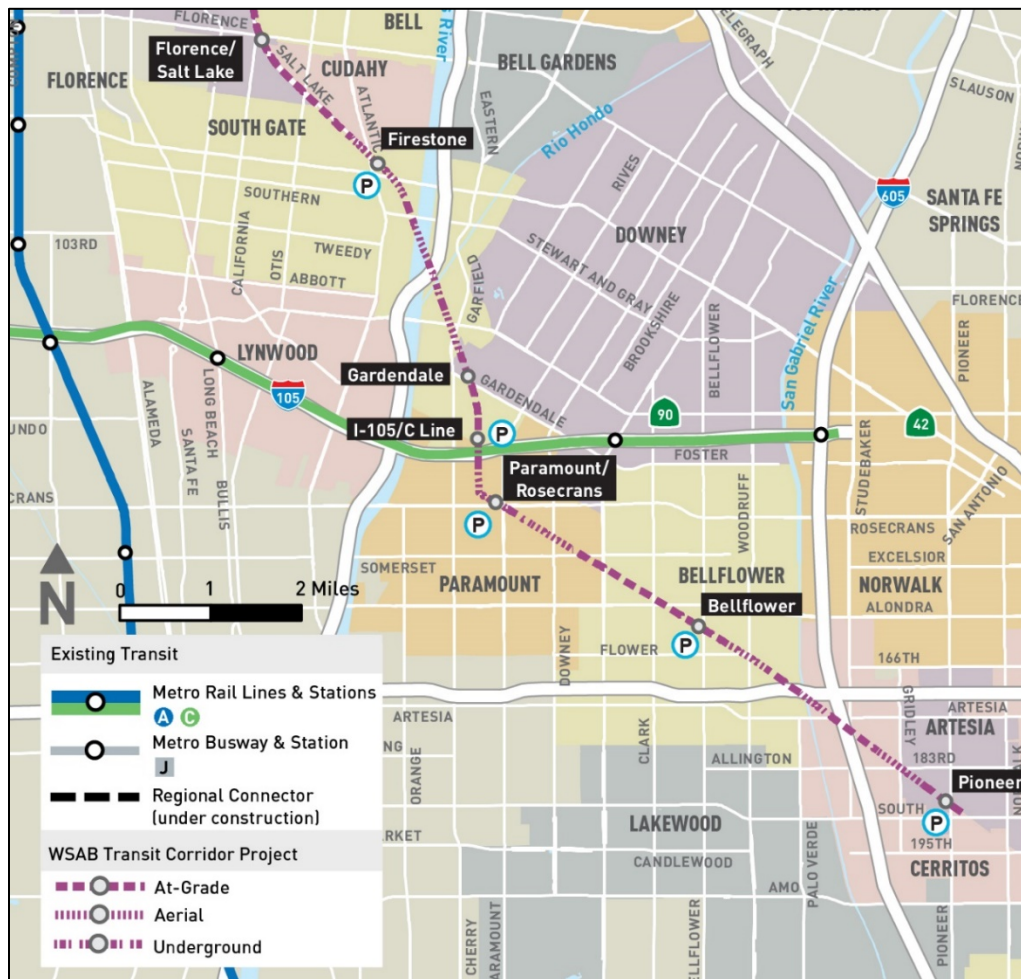 FLORENCE
BELL
River
TELEGRAPH
Florence/
Salt Lake
SALT LAKE
CUDAHY
BELL GARDENS
FLORENCE
SLAUSON
SOUTH GATE
ATLANTIC
EASTERN
Rio Hondo
Firestone
P
RIVES
605
SOUTHERN
SANTA FE
SPRINGS
CALIFORNIA
OTIS
TWEEDY
DOWNEY
103RD
ABBOTT
STEWART AND GRAY
GARFIELD
BROOKSHIRE
BELLFLOWER
San Gabriel River
FLORENCE
PIONEER
LYNWOOD
Gardendale
GARDENDALE
105
ALAMEDA
LONG BEACH
I-105/C Line
P
90
42
SANTA FE
BULLIS
FOSTER
Paramount/
Rosecrans
STUDEBAKER
SAN ANTONIO
P
WOODRUFF
ROSECRANS
N
0 1 2 Miles
SOMERSET
PARAMOUNT
BELLFLOWER
EXCELSIOR
NORWALK
ALONDRA
Bellflower
P
DOWNEY
FLOWER
166TH
ARTESIA
CLARK
GRIDLEY
ARTESIA
ARTESIA
ORANGE
ALLINGTON
183RD
Pioneer
SOUTH
P
195TH
LAKEWOOD
CANDLEWOOD
PALO VERDE
CERRITOS
AMO
CHERRY
PARAMOUNT
BELLFLOWER
PIONEER
Existing Transit
Metro Rail Lines & Stations
A C
Metro Busway & Station
J
Regional Connector
(under construction)
WSAB Transit Corridor Project
At-Grade
Aerial
Underground